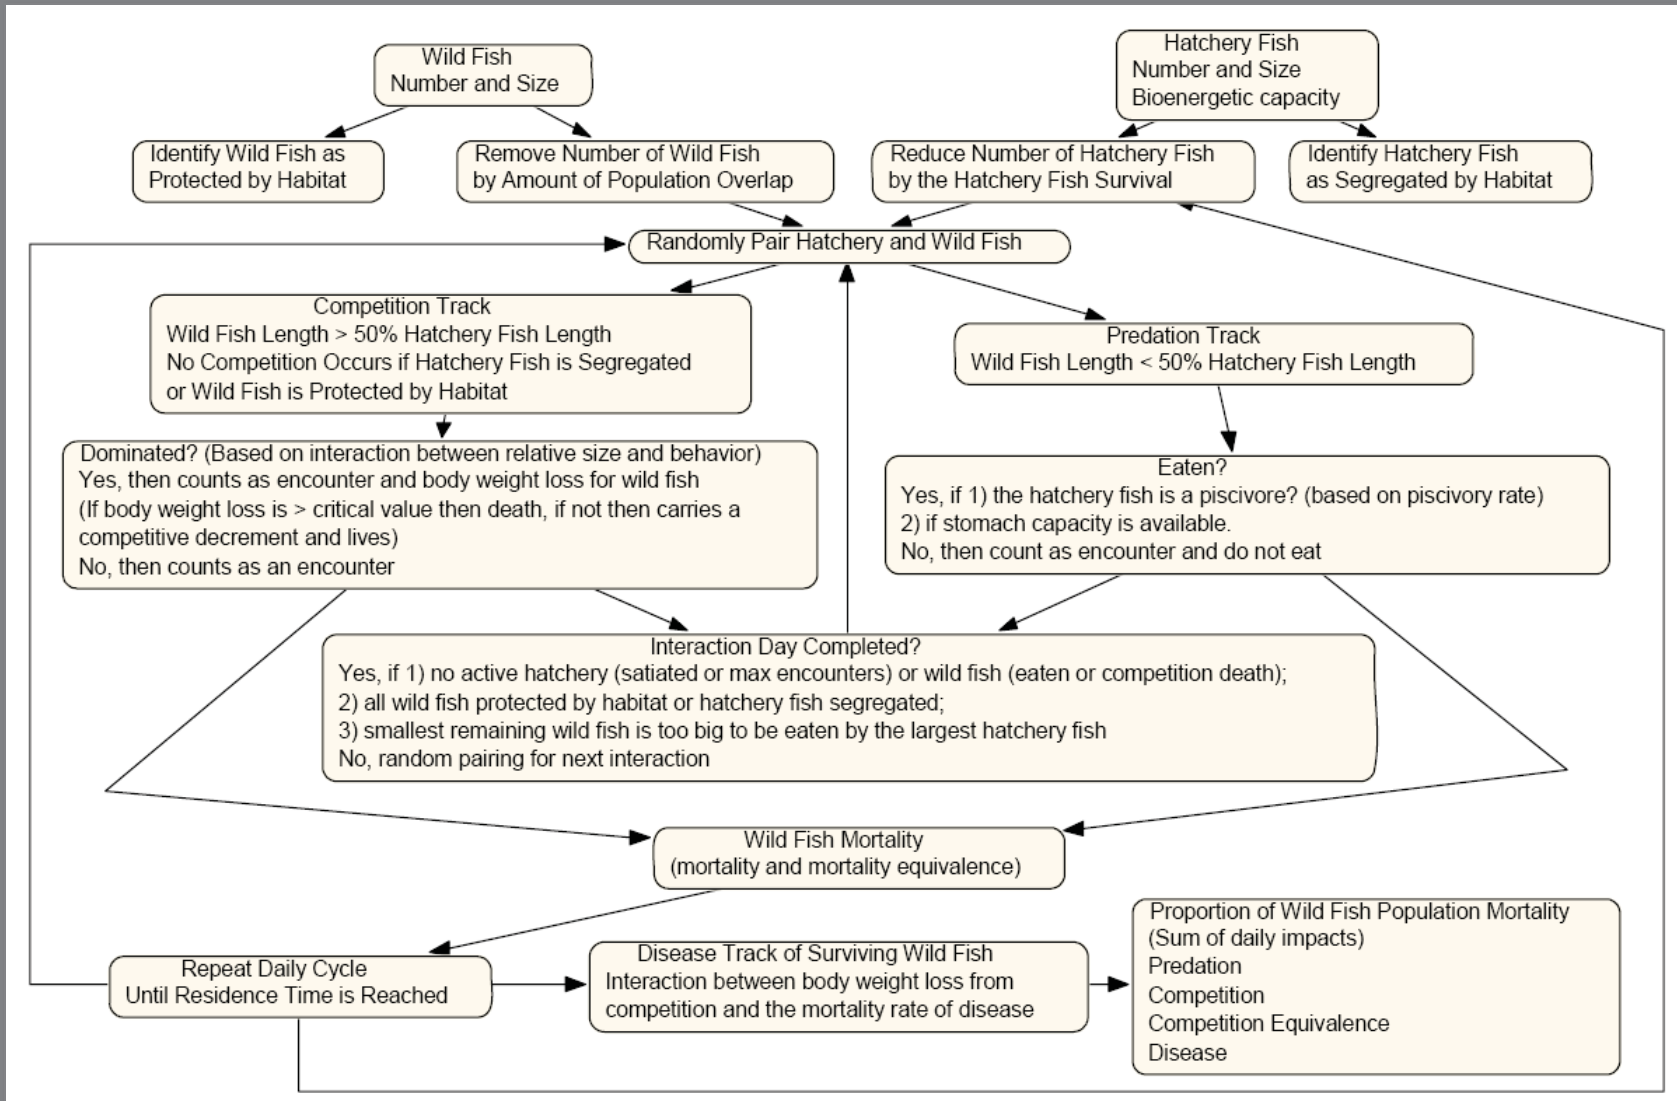 Wild Fish
Number and Size
Hatchery Fish
Number and Size
Bioenergetic capacity
Identify Wild Fish as
Protected by Habitat
Remove Number of Wild Fish
by Amount of Population Overlap
Reduce Number of Hatchery Fish
by the Hatchery Fish Survival
Identify Hatchery Fish
as Segregated by Habitat
Randomly Pair Hatchery and Wild Fish
Competition Track
Wild Fish Length > 50% Hatchery Fish Length
No Competition Occurs if Hatchery Fish is Segregated
or Wild Fish is Protected by Habitat
Predation Track
Wild Fish Length < 50% Hatchery Fish Length
Dominated? (Based on interaction between relative size and behavior)
Yes, then counts as encounter and body weight loss for wild fish
(If body weight loss is > critical value then death, if not then carries a
competitive decrement and lives)
No, then counts as an encounter
Eaten?
Yes, if 1) the hatchery fish is a piscivore? (based on piscivory rate)
2) if stomach capacity is available.
No, then count as encounter and do not eat
Interaction Day Completed?
Yes, if 1) no active hatchery (satiated or max encounters) or wild fish (eaten or competition death);
2) all wild fish protected by habitat or hatchery fish segregated;
3) smallest remaining wild fish is too big to be eaten by the largest hatchery fish
No, random pairing for next interaction
Wild Fish Mortality
(mortality and mortality equivalence)
Repeat Daily Cycle
Until Residence Time is Reached
Disease Track of Surviving Wild Fish
Interaction between body weight loss from
competition and the mortality rate of disease
Proportion of Wild Fish Population Mortality
(Sum of daily impacts)
Predation
Competition
Competition Equivalence
Disease